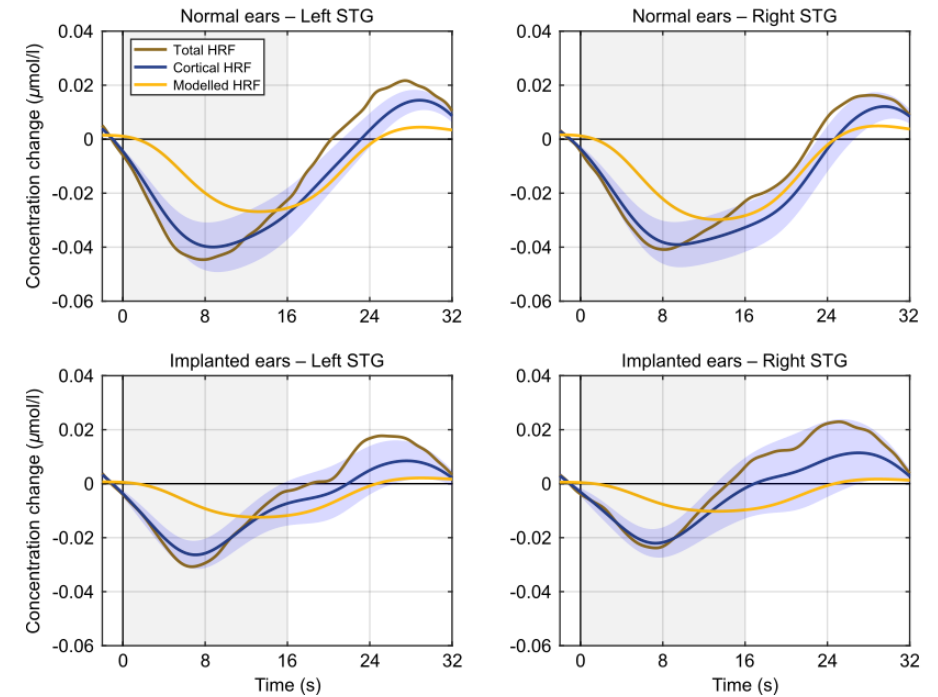 Normal ears – Left STG
Normal ears – Right STG
Concentration change (μmol/l)
0.04
0.02
0
-0.02
-0.04
-0.06
Total HRF
Cortical HRF
Modelled HRF
0 8 16 24 32
0.04
0.02
0
-0.02
-0.04
-0.06
0 8 16 24 32
Implanted ears – Left STG
Implanted ears – Right STG
Concentration change (μmol/l)
0.04
0.02
0
-0.02
-0.04
-0.06
0 8 16 24 32
Time (s)
0.04
0.02
0
-0.02
-0.04
-0.06
0 8 16 24 32
Time (s)